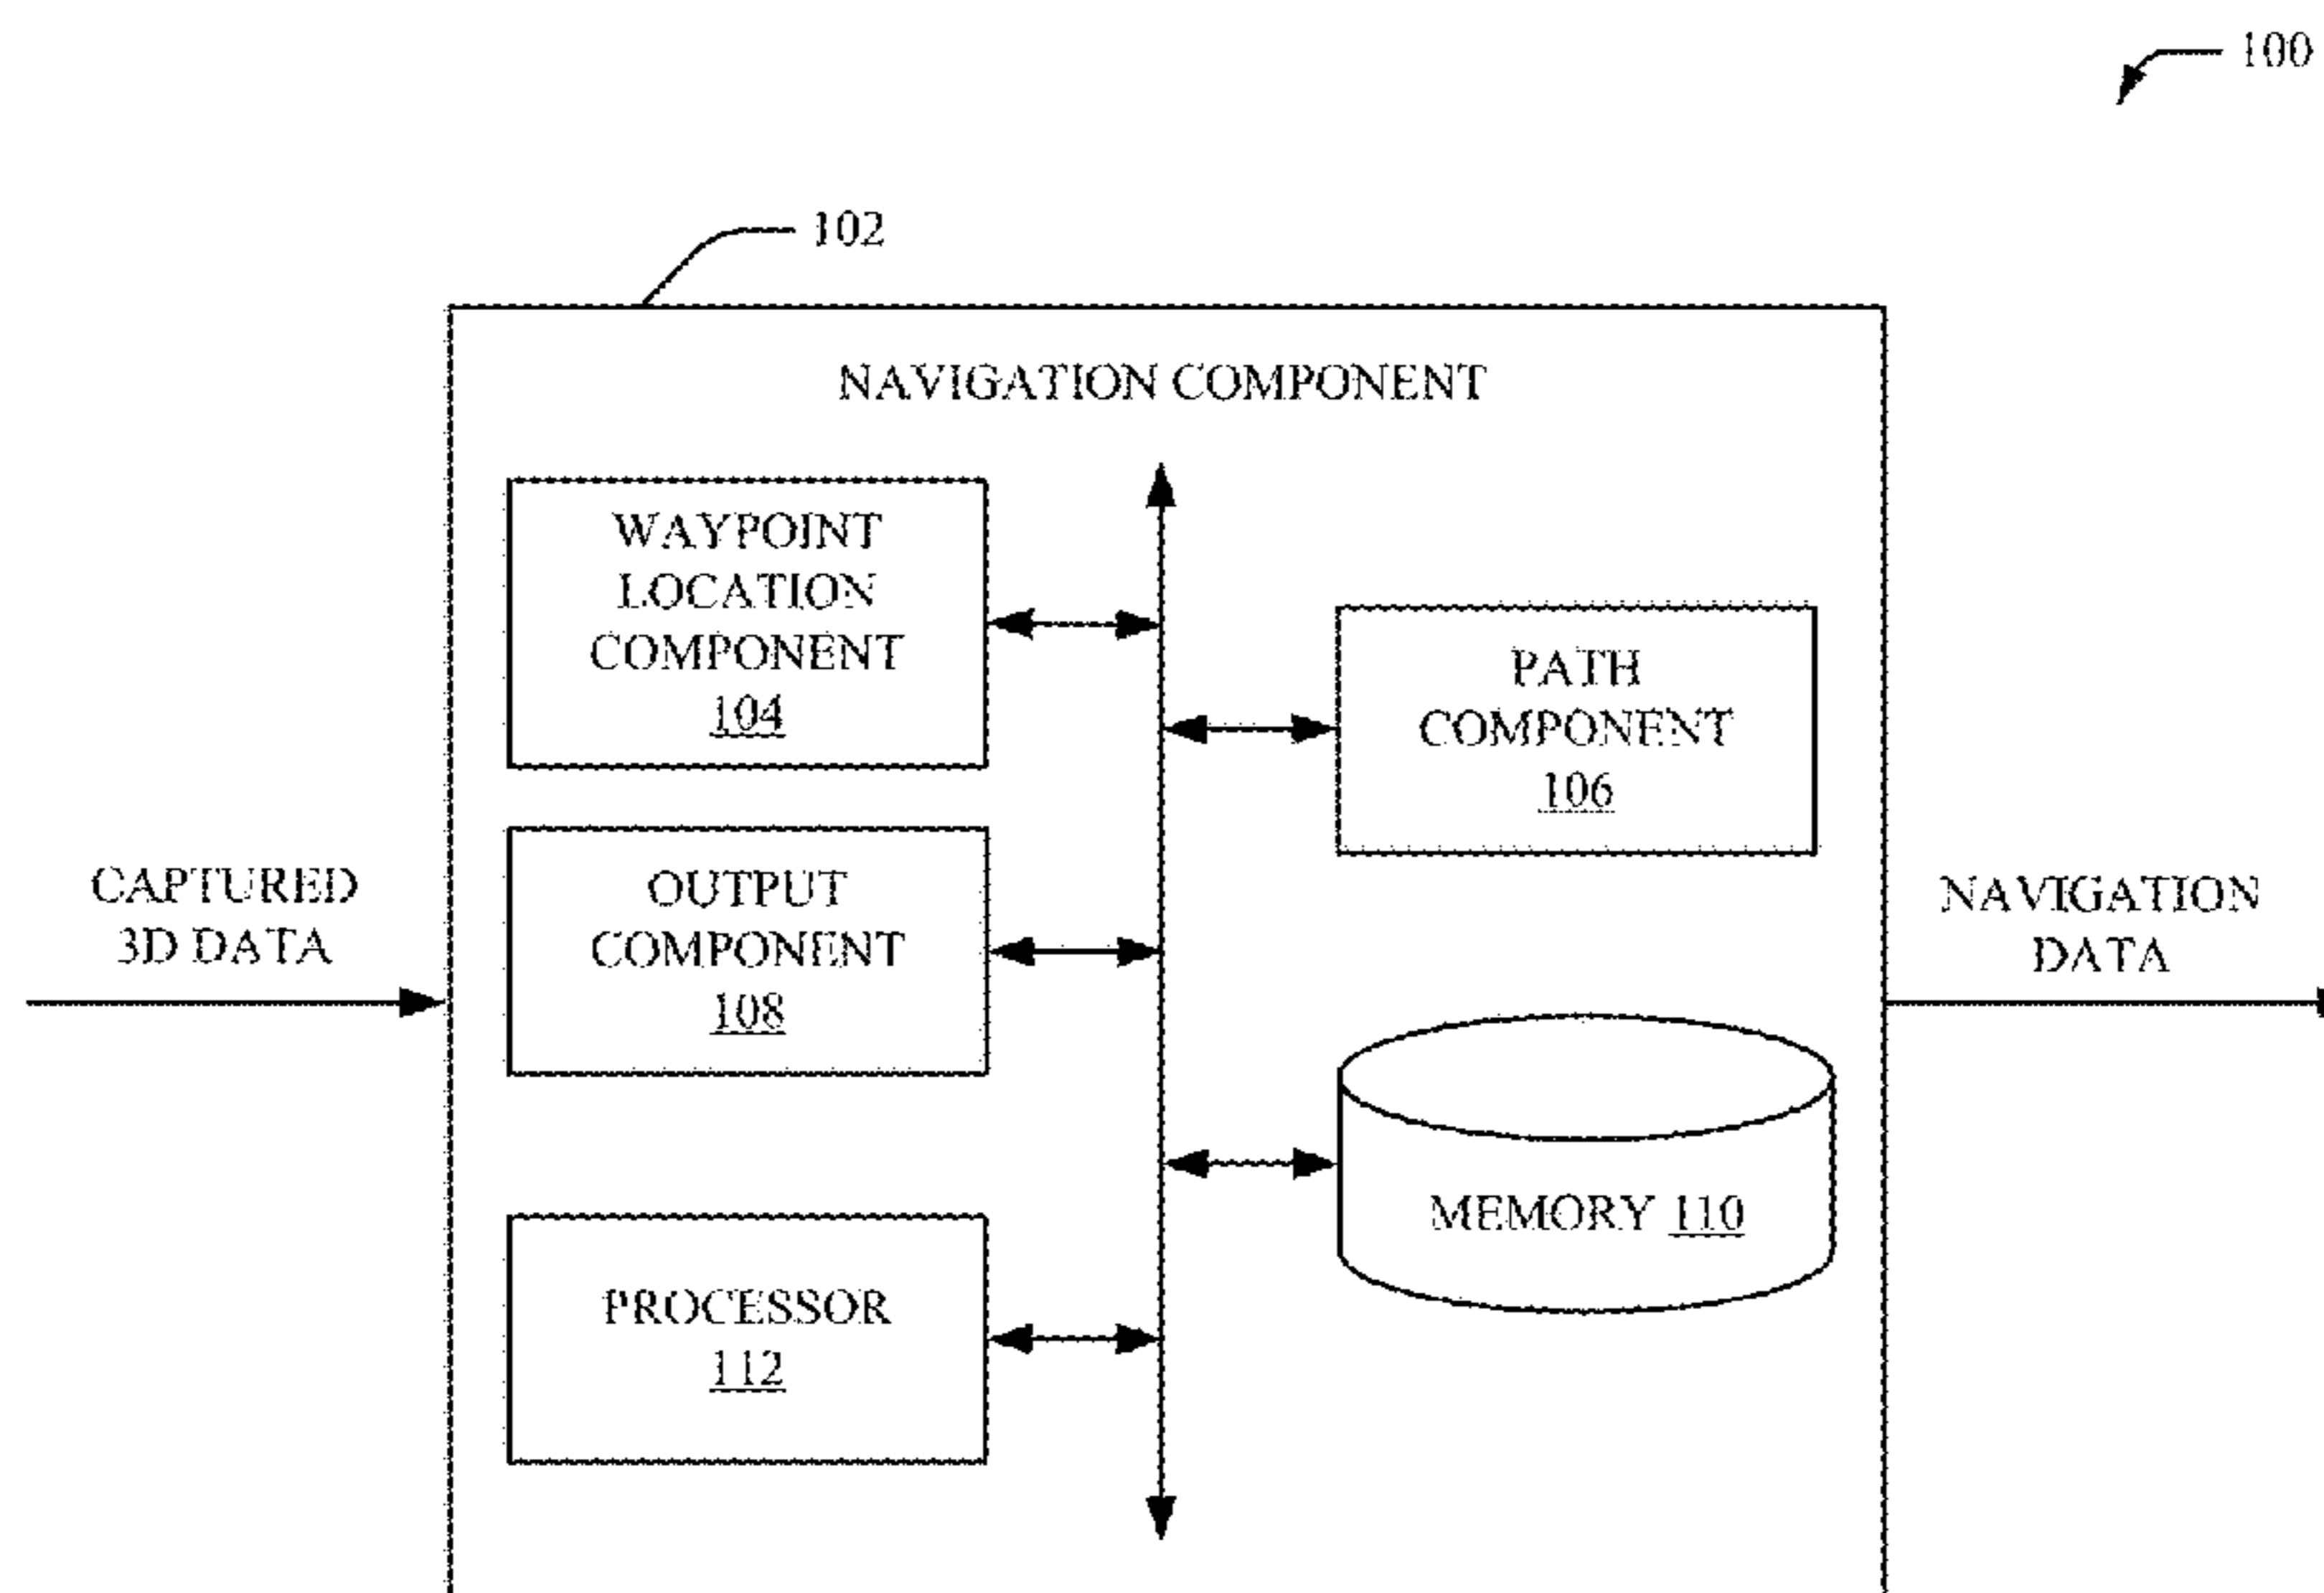 100
102
NAVIGATION COMPONENT
WAYPOINT
LOCATION
COMPONENT
104
PATH
COMPONENT
106
OUTPUT
COMPONENT
108
CAPTURED
3D DATA
NAVIGATION
DATA
MEMORY 110
PROCESSOR
112